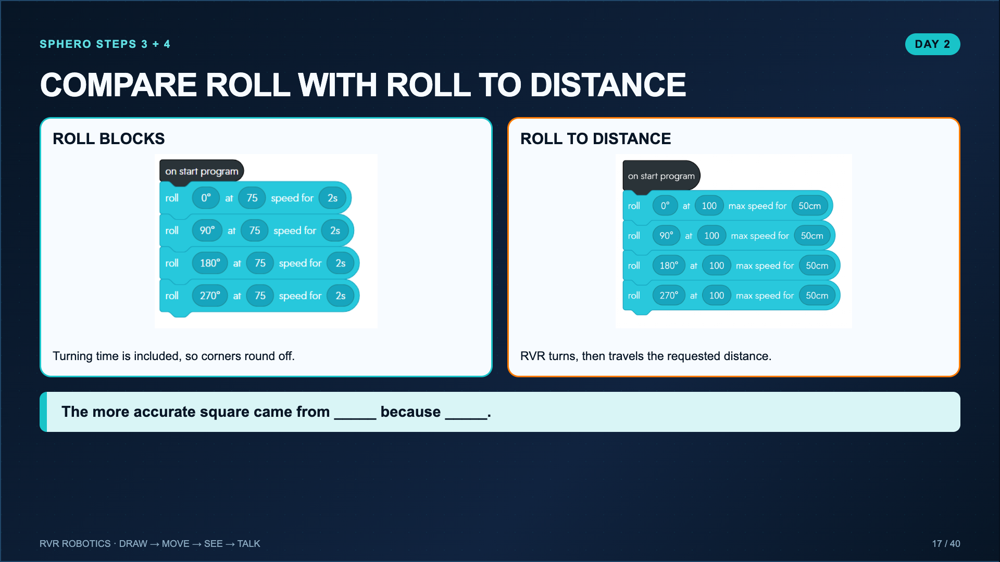 SPHERO STEPS 3 + 4
DAY 2
COMPARE ROLL WITH ROLL TO DISTANCE
ROLL BLOCKS
on start program
roll 0° at 75 speed for 2s
roll 90° at 75 speed for 2s
roll 180° at 75 speed for 2s
roll 270° at 75 speed for 2s
Turning time is included, so corners round off.
ROLL TO DISTANCE
on start program
roll 0° at 100 max speed for 50cm
roll 90° at 100 max speed for 50cm
roll 180° at 100 max speed for 50cm
roll 270° at 100 max speed for 50cm
RVR turns, then travels the requested distance.
The more accurate square came from _____ because _____.
RVR ROBOTICS · DRAW → MOVE → SEE → TALK
17 / 40